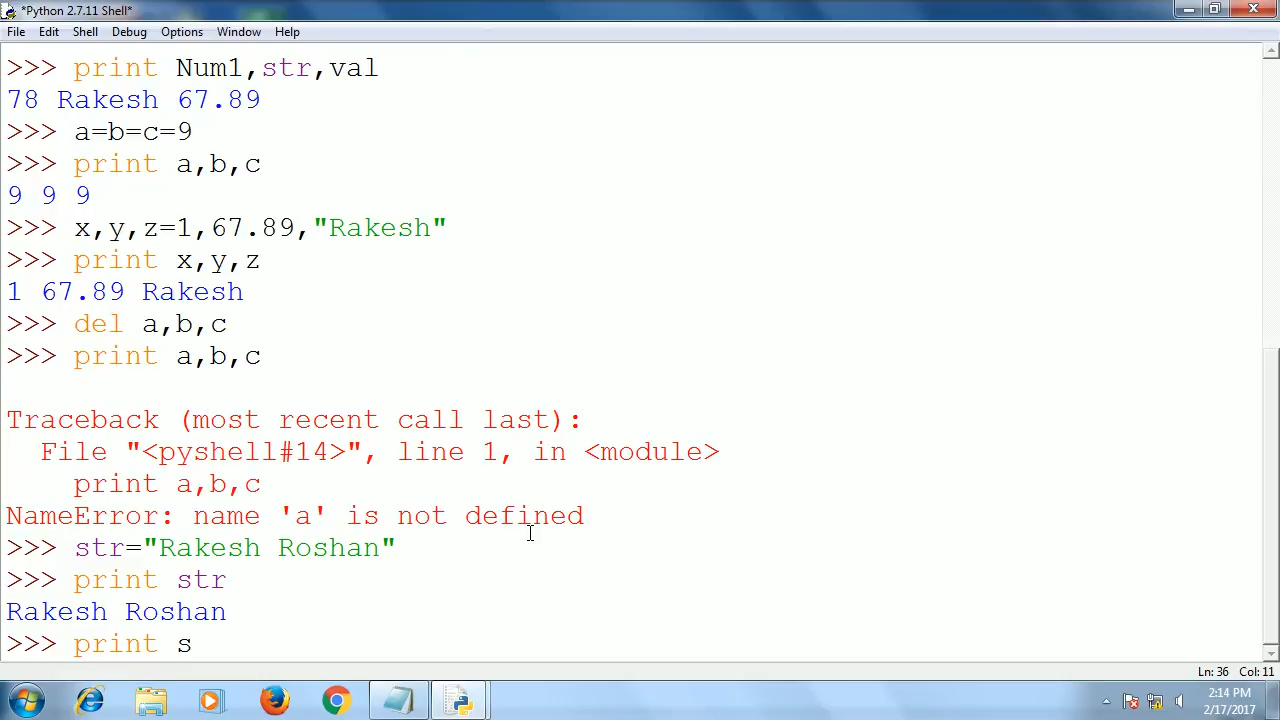 *Python 2.7.11 Shell*
File Edit Shell Debug Options Window Help
>>> print Num1,str,val
78 Rakesh 67.89
>>> a=b=c=9
>>> print a,b,c
9 9 9
>>> x,y,z=1,67.89,"Rakesh"
>>> print x,y,z
1 67.89 Rakesh
>>> del a,b,c
>>> print a,b,c
Traceback (most recent call last):
  File "<pyshell#14>", line 1, in <module>
    print a,b,c
NameError: name 'a' is not defined
>>> str="Rakesh Roshan"
>>> print str
Rakesh Roshan
>>> print s
Ln: 36 Col: 11
2:14 PM
2/17/2017